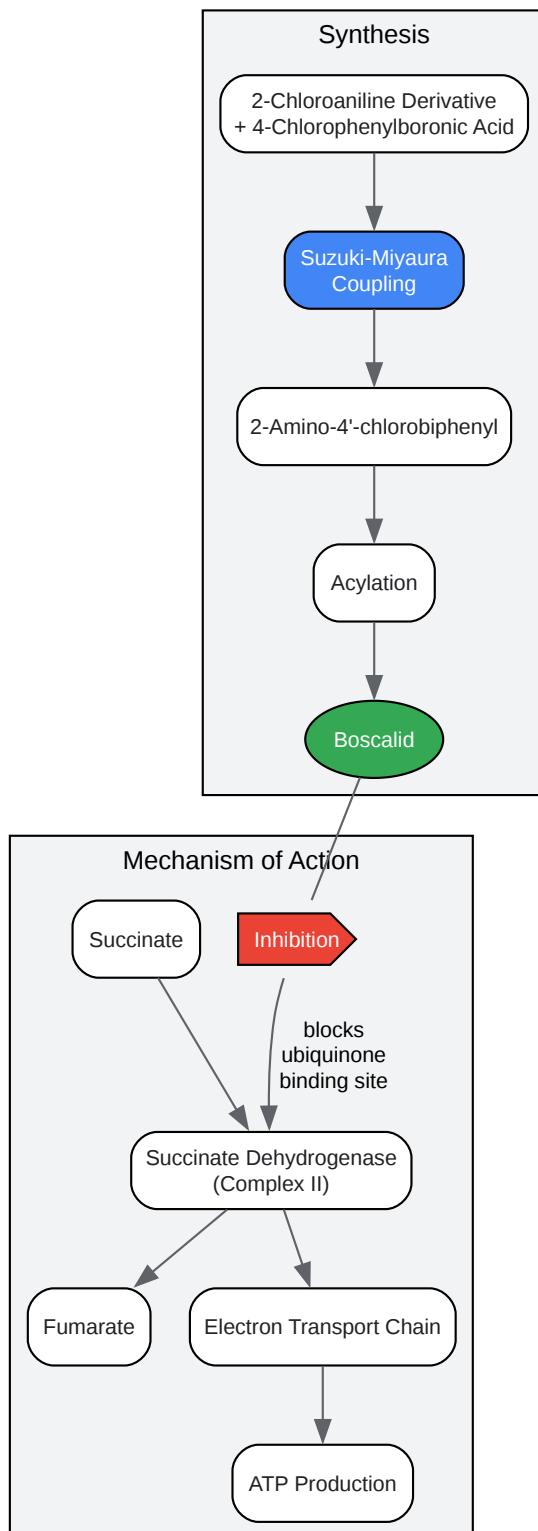 Synthesis
2-Chloroaniline Derivative
+ 4-Chlorophenylboronic Acid
Suzuki-Miyaura
Coupling
2-Amino-4'-chlorobiphenyl
Acylation
Boscalid
Mechanism of Action
Succinate
Inhibition
blocks
ubiquinone
binding site
Succinate Dehydrogenase
(Complex II)
Fumarate
Electron Transport Chain
ATP Production